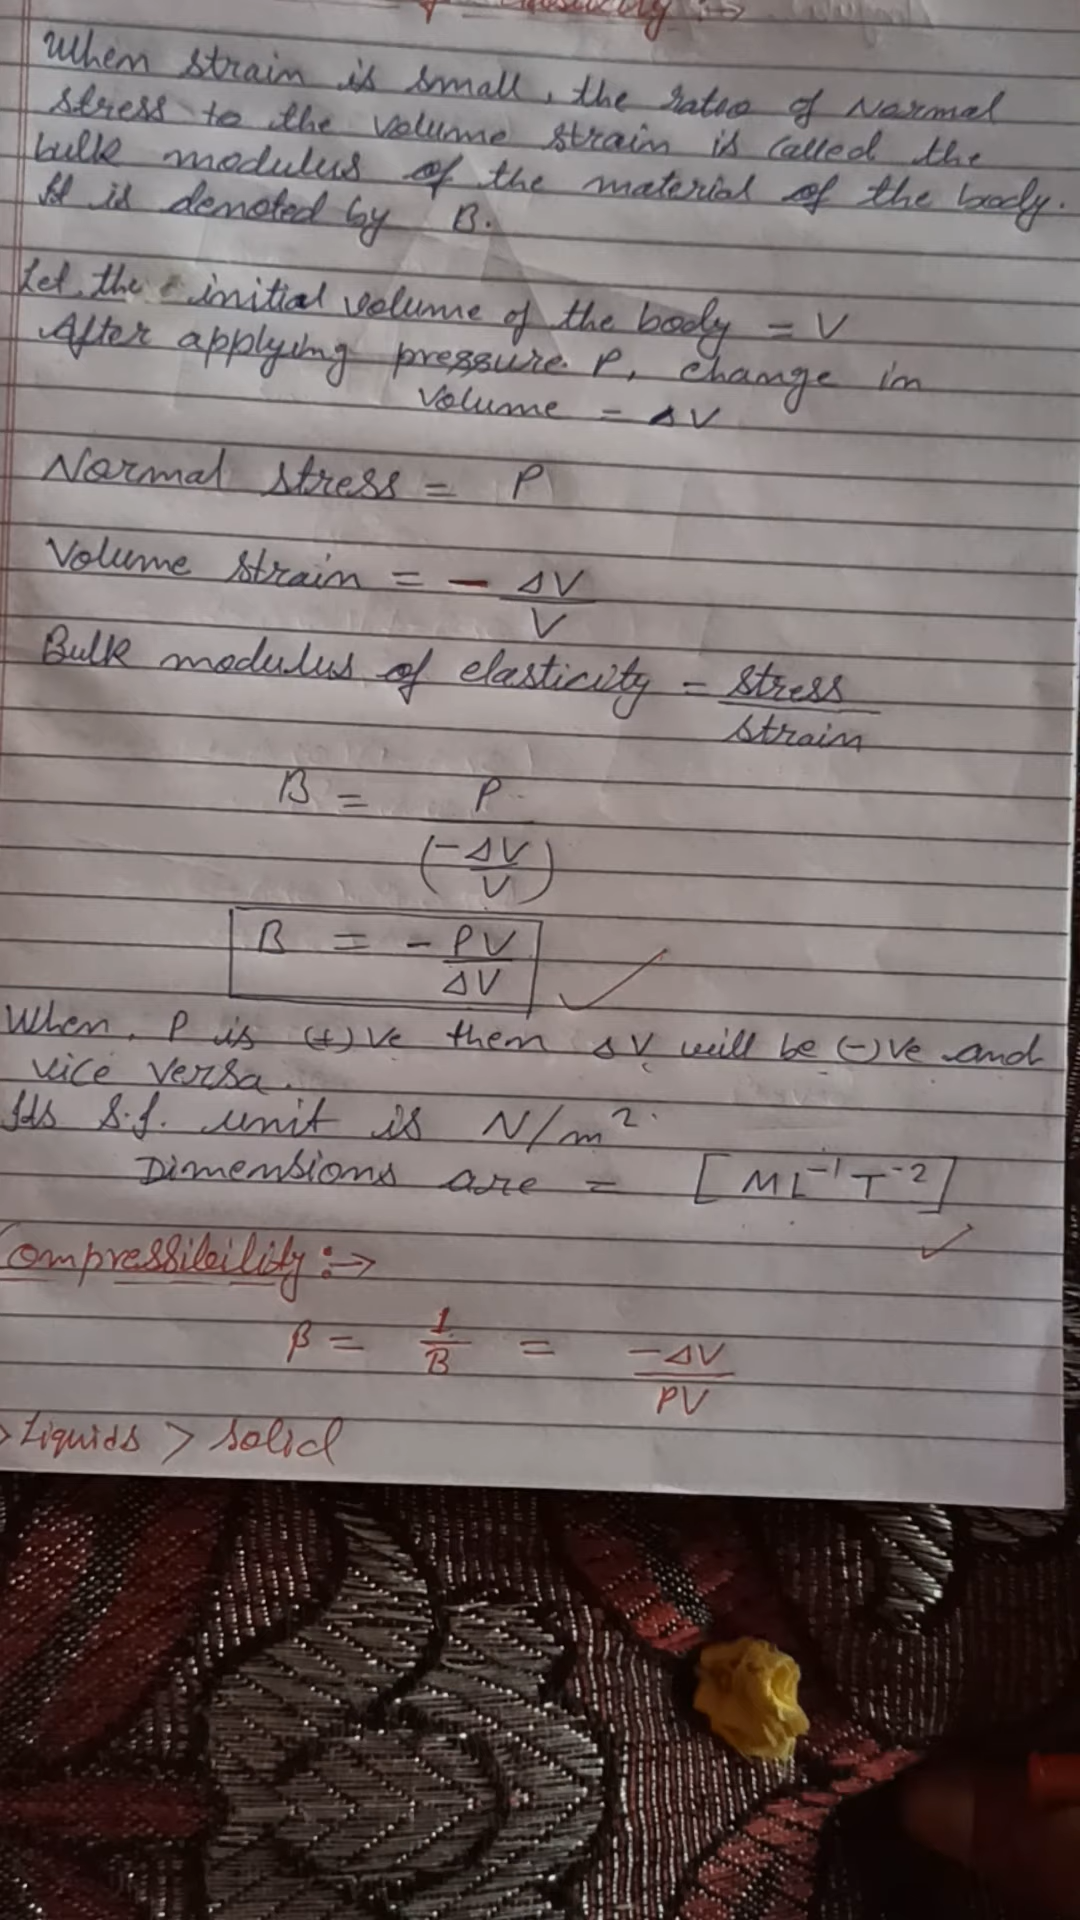 When strain is small, the ratio of Normal
stress to the volume strain is called the
bulk modulus of the material of the body.
It is denoted by B.
Let, the initial volume of the body = V
After applying pressure P, change in
Volume = ΔV
Normal stress = P
Volume strain = - ΔV/V
Bulk modulus of elasticity = Stress/Strain
B = P/(-ΔV/V)
B = - PV/ΔV
When, P is (+)ve then ΔV will be (-)ve and
vice versa.
Its S.I. unit is N/m².
Dimensions are = [ML⁻¹T⁻²]
Compressibility :→
β = 1/B = -ΔV/PV
> Liquids > Solid